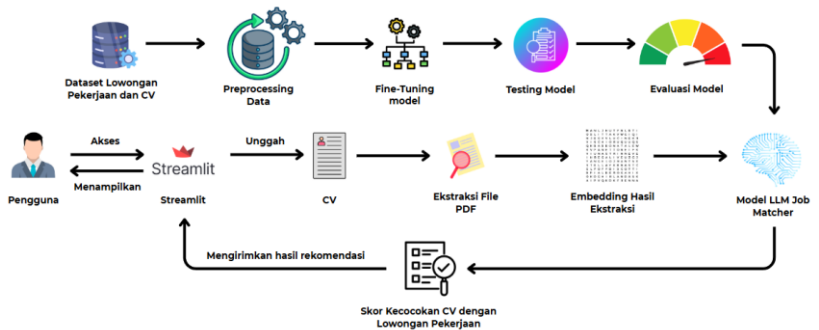 Dataset Lowongan
Pekerjaan dan CV
Preprocessing
Data
Fine-Tuning
model
Testing Model
Evaluasi Model
Akses
Menampilkan
Pengguna
Streamlit
Streamlit
Unggah
CV
Ekstraksi File
PDF
Embedding Hasil
Ekstraksi
Model LLM Job
Matcher
Mengirimkan hasil rekomendasi
Skor Kecocokan CV dengan
Lowongan Pekerjaan